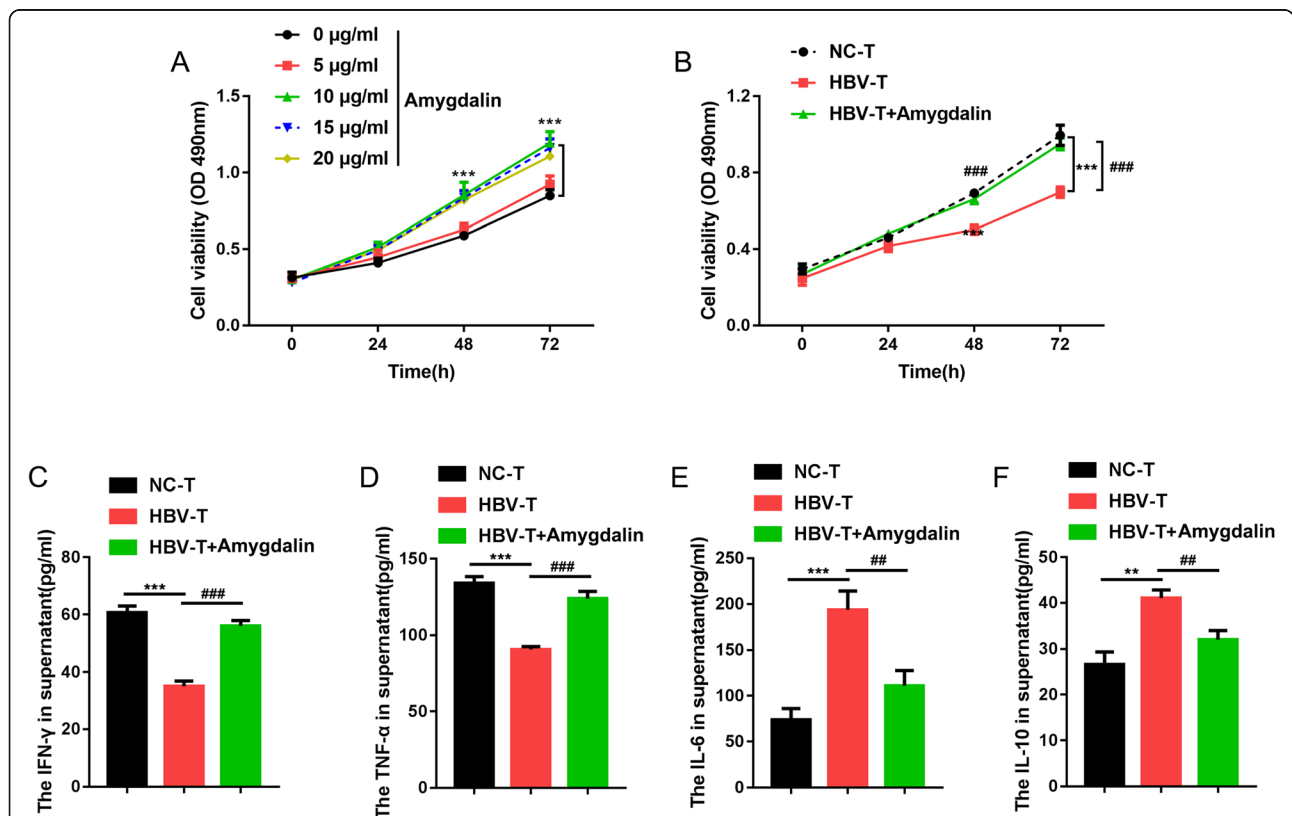 A
0 µg/ml
5 µg/ml
10 µg/ml
15 µg/ml
20 µg/ml
Amygdalin
Cell viability (OD 490nm)
1.5
1.0
0.5
0.0
***
***
0 24 48 72
Time(h)
B
NC-T
HBV-T
HBV-T+Amygdalin
Cell viability (OD 490nm)
1.2
0.8
0.4
0.0
###
***
***
###
0 24 48 72
Time(h)
C
NC-T
HBV-T
HBV-T+Amygdalin
The IFN-γ in supernatant(pg/ml)
80
60
40
20
0
***
###
D
NC-T
HBV-T
HBV-T+Amygdalin
The TNF-α in supernatant(pg/ml)
150
100
50
0
***
###
E
NC-T
HBV-T
HBV-T+Amygdalin
The IL-6 in supernatant(pg/ml)
250
200
150
100
50
0
***
##
F
NC-T
HBV-T
HBV-T+Amygdalin
The IL-10 in supernatant(pg/ml)
50
40
30
20
10
0
**
##